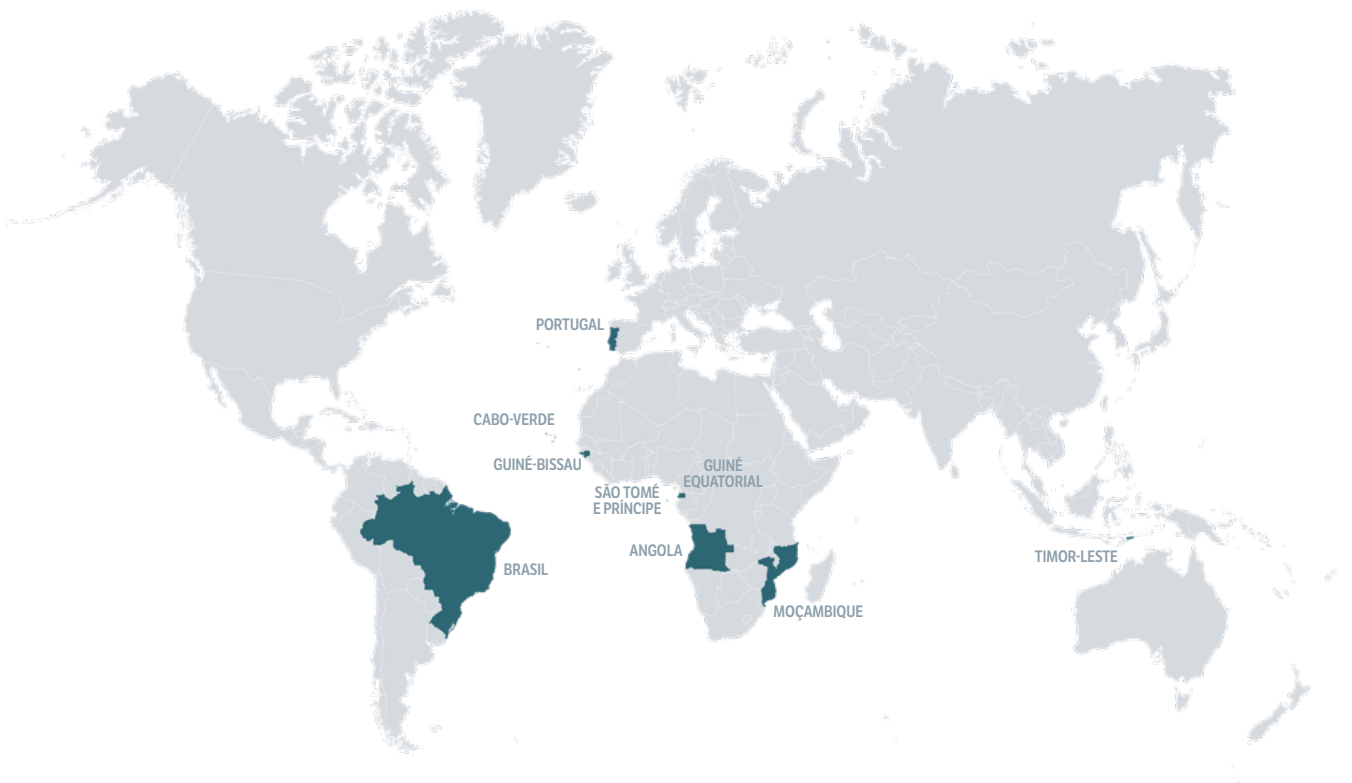 PORTUGAL
CABO-VERDE
GUINÉ-BISSAU
GUINÉ
EQUATORIAL
SÃO TOMÉ
E PRÍNCIPE
ANGOLA
BRASIL
MOÇAMBIQUE
TIMOR-LESTE